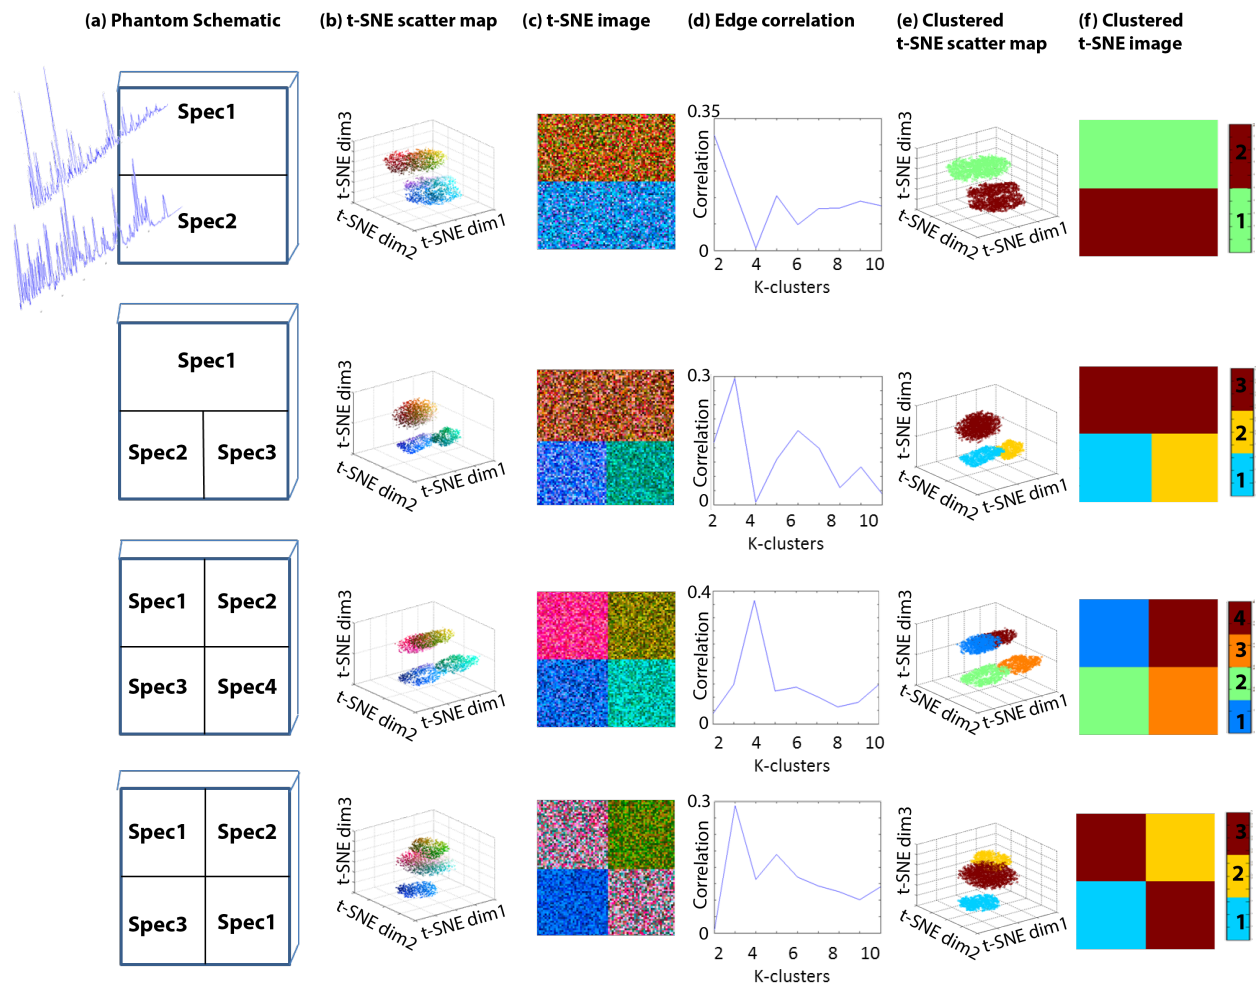 (a) Phantom Schematic
(b) t-SNE scatter map
(c) t-SNE image
(d) Edge correlation
(e) Clustered
t-SNE scatter map
(f) Clustered
t-SNE image
Spec1
Spec2
t-SNE dim3
t-SNE dim2
t-SNE dim1
0.35
Correlation
0
2 4 6 8 10
K-clusters
t-SNE dim3
t-SNE dim2
t-SNE dim1
2
1
Spec1
Spec2 Spec3
t-SNE dim3
t-SNE dim2
t-SNE dim1
0.3
Correlation
0
2 4 6 8 10
K-clusters
t-SNE dim3
t-SNE dim2
t-SNE dim1
3
2
1
Spec1 Spec2
Spec3 Spec4
t-SNE dim3
t-SNE dim2
t-SNE dim1
0.4
Correlation
0
2 4 6 8 10
K-clusters
t-SNE dim3
t-SNE dim2
t-SNE dim1
4
3
2
1
Spec1 Spec2
Spec3 Spec1
t-SNE dim3
t-SNE dim2
t-SNE dim1
0.3
Correlation
0
2 4 6 8 10
K-clusters
t-SNE dim3
t-SNE dim2
t-SNE dim1
3
2
1